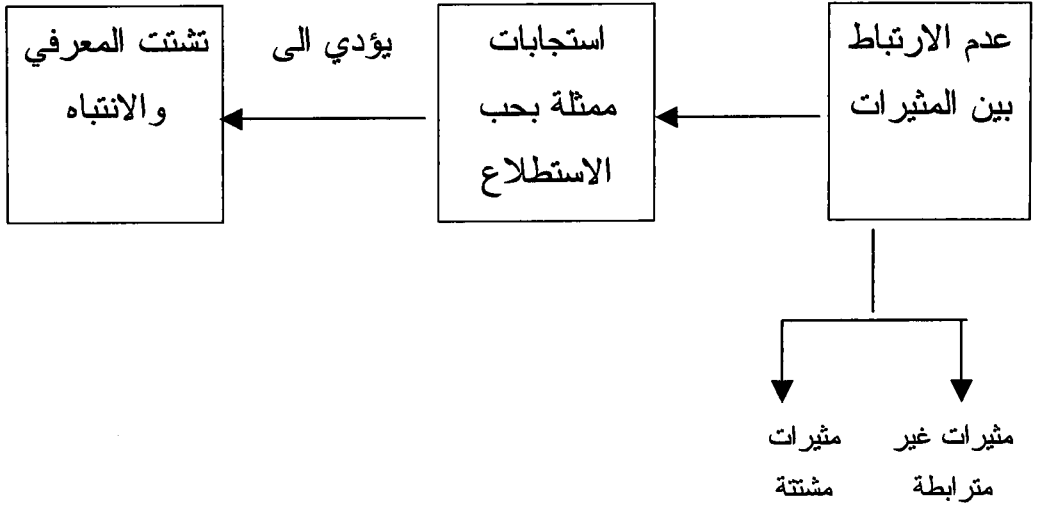 عدم الارتباط
بين المثيرات
استجابات
ممثلة بحب
الاستطلاع
يؤدي الى
تشتت المعرفي
والانتباه
مثيرات غير
مترابطة
مثيرات
مشتتة